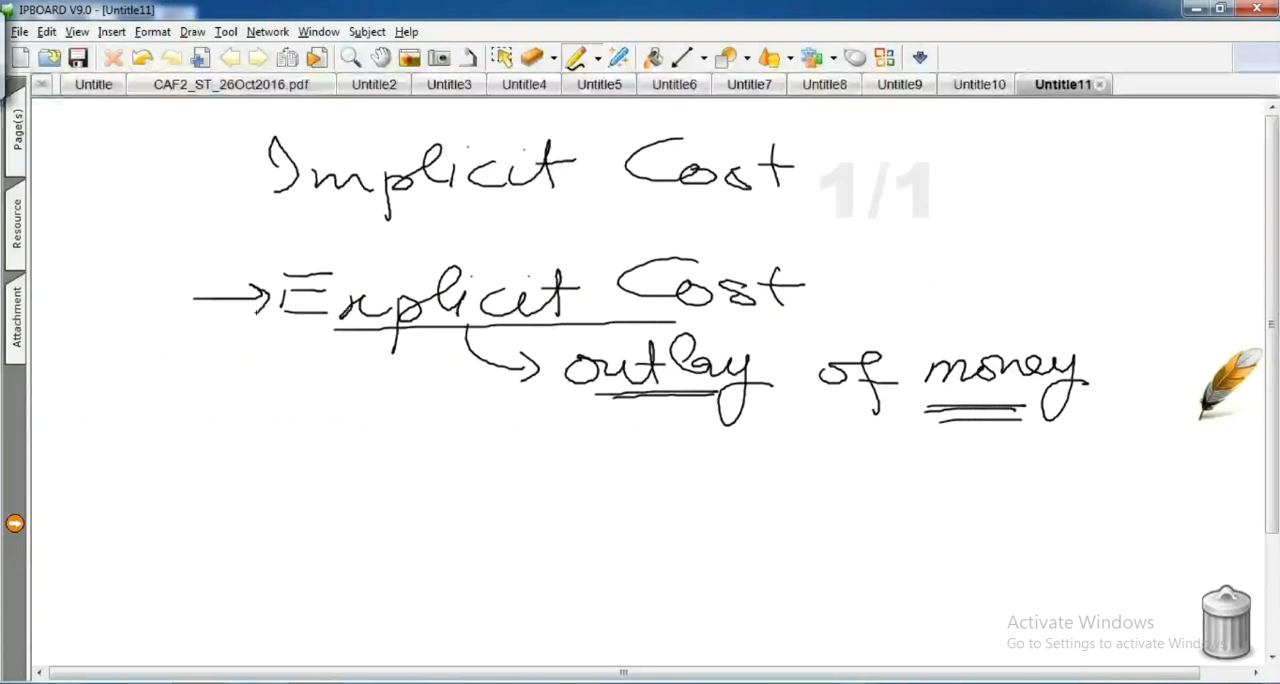 IPBOARD V9.0 - [Untitle11]
File Edit View Insert Format Draw Tool Network Window Subject Help
Untitle CAF2_ST_26Oct2016.pdf Untitle2 Untitle3 Untitle4 Untitle5 Untitle6 Untitle7 Untitle8 Untitle9 Untitle10 Untitle11
Page(s)
Resource
Attachment
Implicit Cost
1/1
→Explicit Cost
→ outlay of money
Activate Windows
Go to Settings to activate Windows.